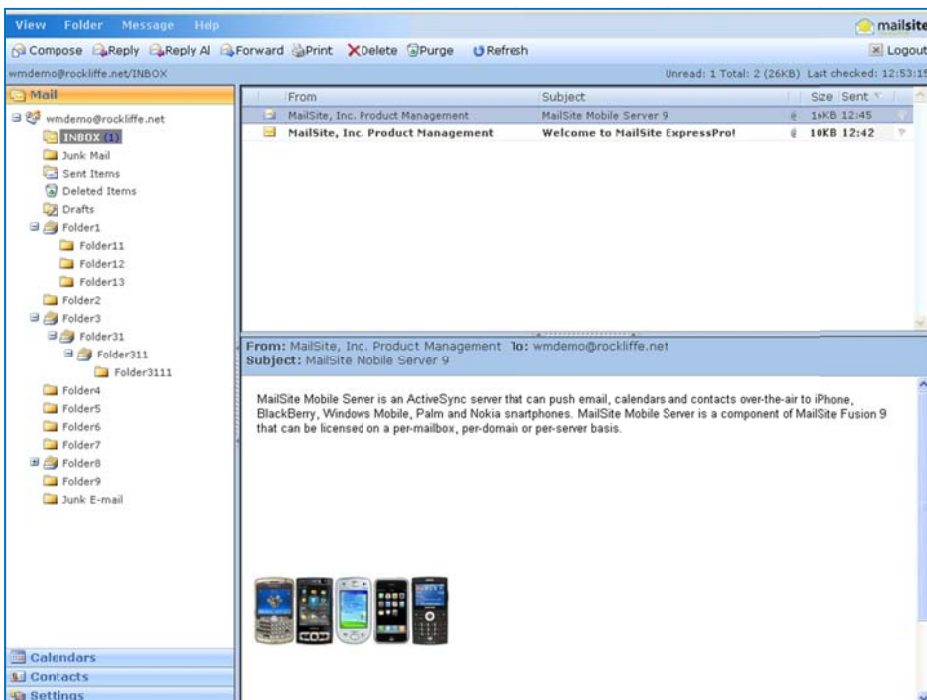 View Folder Message Help
mailsite
Compose Reply Reply Al Forward Print Delete Purge Refresh Logout
wmdemo@rockliffe.net/INBOX Unread: 1 Total: 2 (26KB) Last checked: 12:53:15
Mail
From Subject Size Sent
MailSite, Inc. Product Management MailSite Mobile Server 9 16KB 12:45
MailSite, Inc. Product Management Welcome to MailSite ExpressPro! 10KB 12:42
wmdemo@rockliffe.net
INBOX (1)
Junk Mail
Sent Items
Deleted Items
Drafts
Folder1
Folder11
Folder12
Folder13
Folder2
Folder3
Folder31
Folder311
Folder3111
Folder4
Folder5
Folder6
Folder7
Folder8
Folder9
Junk E-mail
Calendars
Contacts
Settings
From: MailSite, Inc. Product Management To: wmdemo@rockliffe.net
Subject: MailSite Mobile Server 9
MailSite Mobile Server is an ActiveSync server that can push email, calendars and contacts over-the-air to iPhone,
BlackBerry, Windows Mobile, Palm and Nokia smartphones. MailSite Mobile Server is a component of MailSite Fusion 9
that can be licensed on a per-mailbox, per-domain or per-server basis.